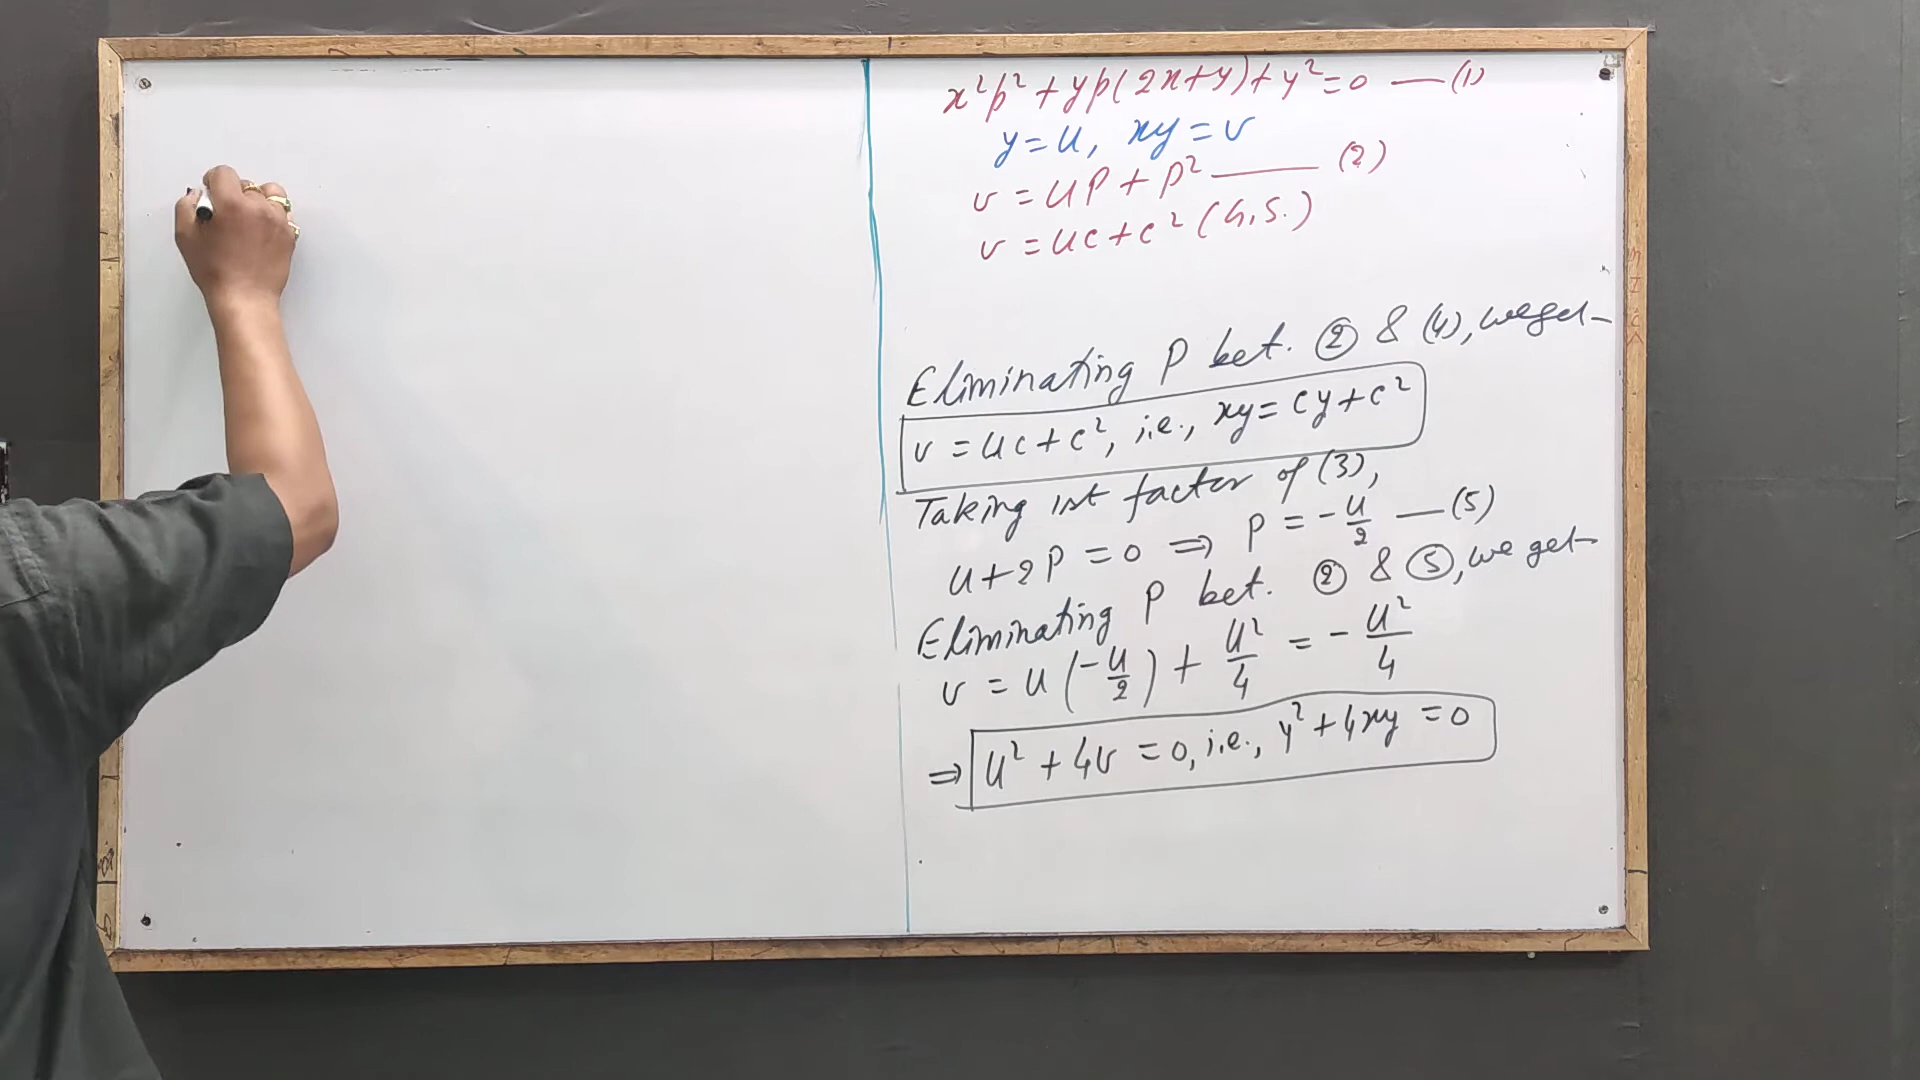 x²p² + yp(2x+y) + y² = 0 — (1)
y = u, xy = v
v = uP + P² — (2)
v = uc + c² (G.S.)
Eliminating P bet. ② & (4), we get
v = uc + c², i.e., xy = cy + c²
Taking 1st factor of (3),
u + 2P = 0 ⇒ P = -u/2 — (5)
Eliminating P bet. ② & ⑤, we get
v = u(-u/2) + u²/4 = -u²/4
⇒ u² + 4v = 0, i.e., y² + 4xy = 0